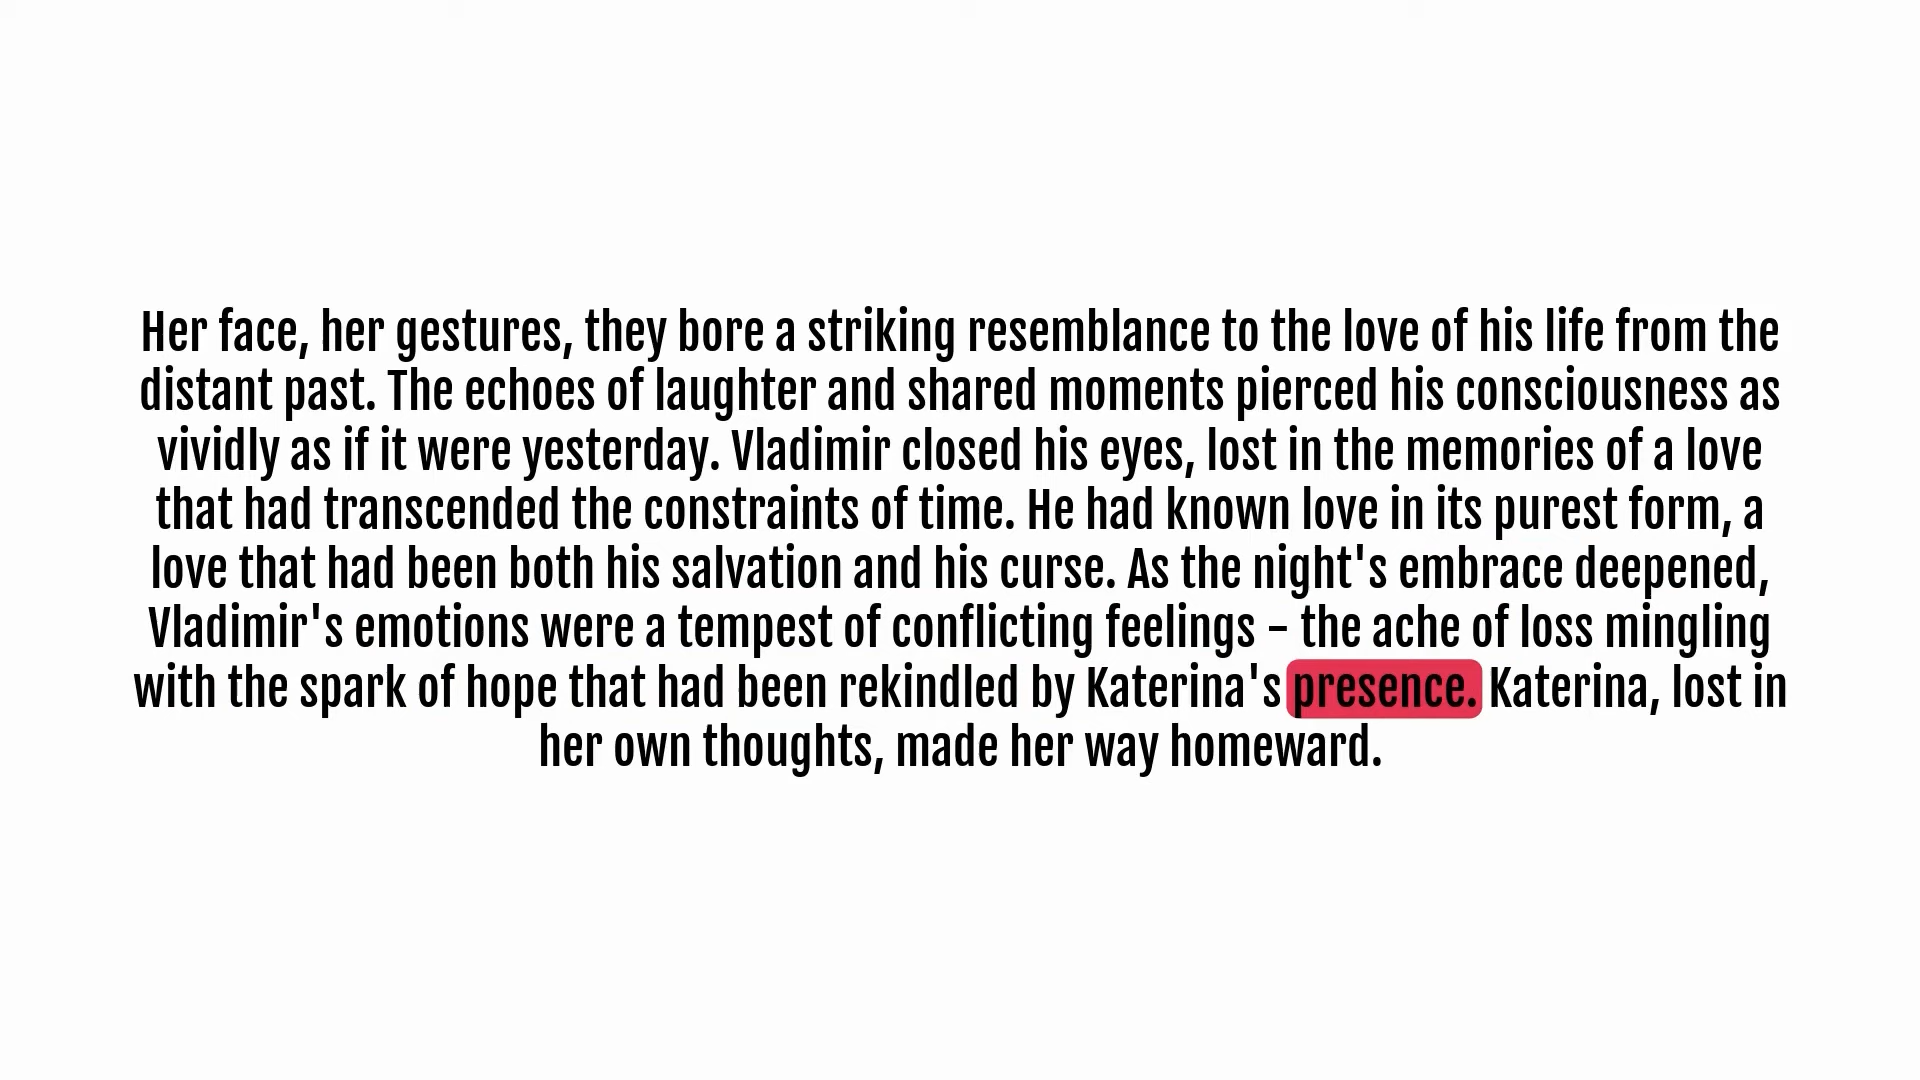 Her face, her gestures, they bore a striking resemblance to the love of his life from the
distant past. The echoes of laughter and shared moments pierced his consciousness as
vividly as if it were yesterday. Vladimir closed his eyes, lost in the memories of a love
that had transcended the constraints of time. He had known love in its purest form, a
love that had been both his salvation and his curse. As the night's embrace deepened,
Vladimir's emotions were a tempest of conflicting feelings – the ache of loss mingling
with the spark of hope that had been rekindled by Katerina's presence. Katerina, lost in
her own thoughts, made her way homeward.